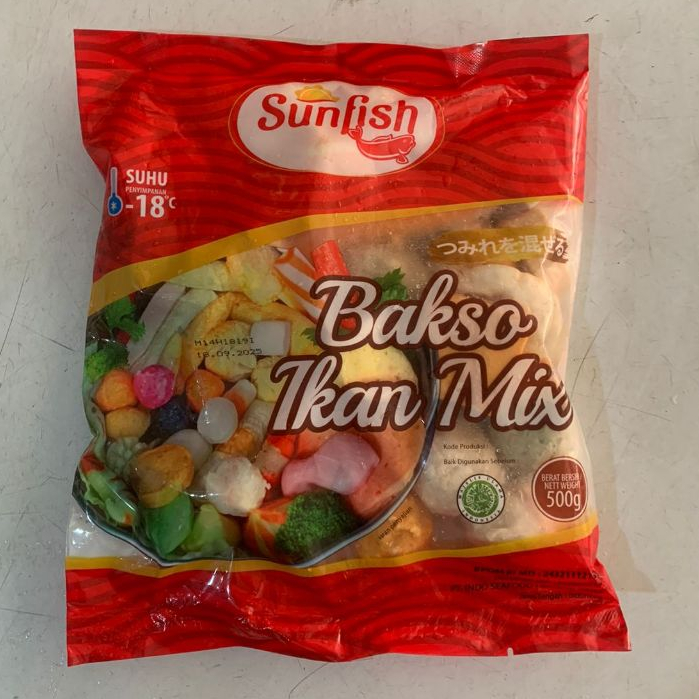 Sunfish
SUHU
PENYIMPANAN
-18°C
つみれを混ぜる
Bakso
Ikan Mix
M14H18191
18.09.2025
Kode Produksi :
Baik Digunakan Sebelum :
BERAT BERSIH
NETT WEIGHT
500g